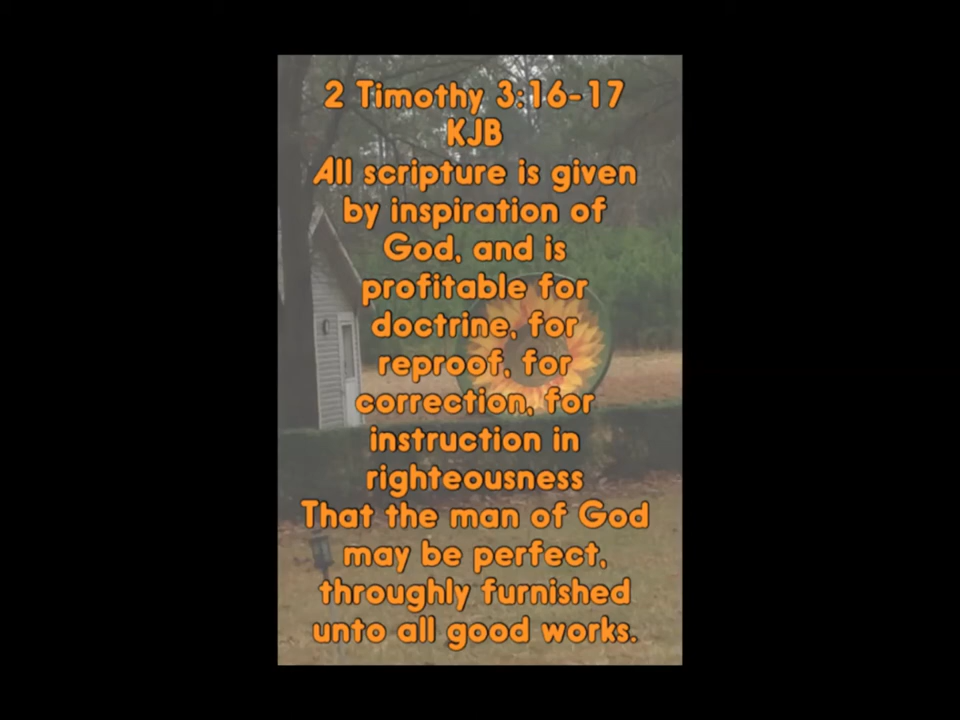 2 Timothy 3:16-17
KJB
All scripture is given
by inspiration of
God, and is
profitable for
doctrine, for
reproof, for
correction, for
instruction in
righteousness
That the man of God
may be perfect,
throughly furnished
unto all good works.